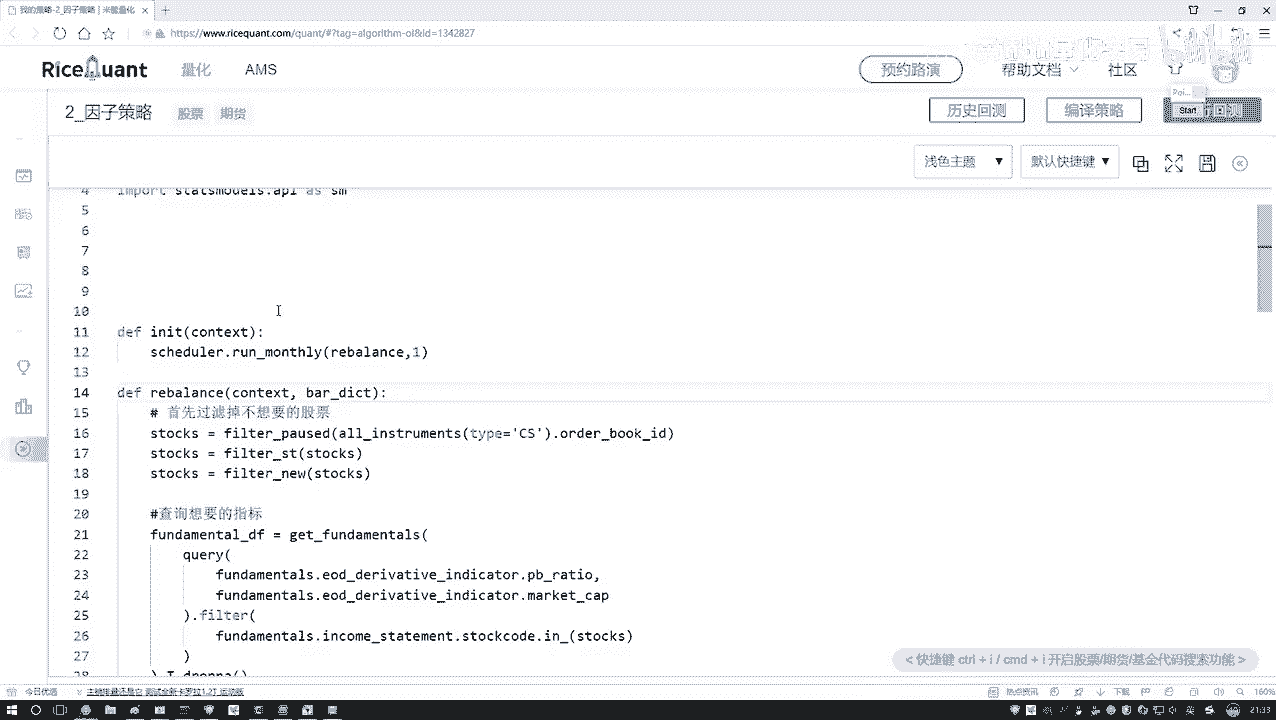 我的策略-2_因子策略 | 米筐量化
https://www.ricequant.com/quant/#?tag=algorithm-ol&id=1342827
RiceQuant 量化 AMS 预约路演 帮助文档 社区
2_因子策略 股票 期货 历史回测 编译策略
Start
浅色主题 默认快捷键
4 import statsmodels.api as sm
5
6
7
8
9
10
11 def init(context):
12 scheduler.run_monthly(rebalance,1)
13
14 def rebalance(context, bar_dict):
15 # 首先过滤掉不想要的股票
16 stocks = filter_paused(all_instruments(type='CS').order_book_id)
17 stocks = filter_st(stocks)
18 stocks = filter_new(stocks)
19
20 #查询想要的指标
21 fundamental_df = get_fundamentals(
22 query(
23 fundamentals.eod_derivative_indicator.pb_ratio,
24 fundamentals.eod_derivative_indicator.market_cap
25 ).filter(
26 fundamentals.income_statement.stockcode.in_(stocks)
27 )
28 ).T.dropna()
< 快捷键 ctrl + i / cmd + i 开启股票/期货/基金代码搜索功能 >
今日优选 热点资讯 下载 160%
21:33